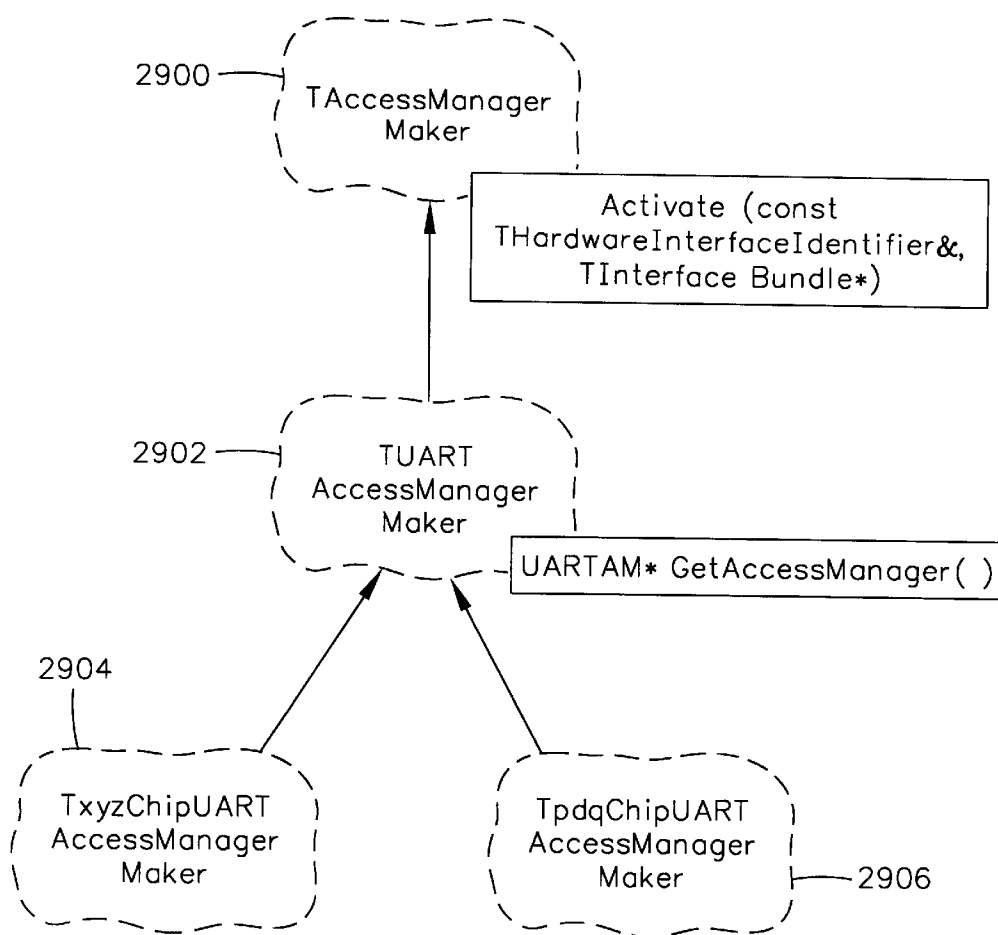 2900
TAccessManager
Maker
Activate (const
THardwareInterfaceIdentifier&,
TInterface Bundle*)
2902
TUART
AccessManager
Maker
UARTAM* GetAccessManager( )
2904
TxyzChipUART
AccessManager
Maker
TpdqChipUART
AccessManager
Maker
2906